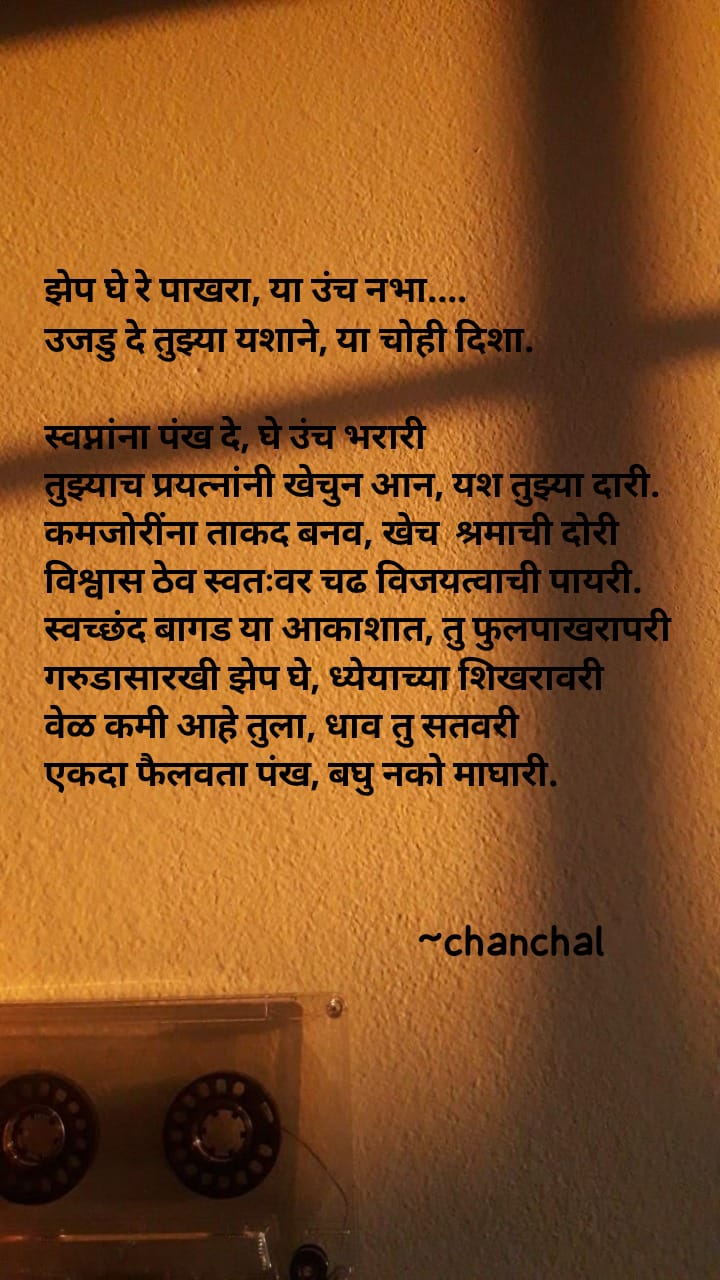 झेप घे रे पाखरा, या उंच नभा....
उजडु दे तुझ्या यशाने, या चोही दिशा.
स्वप्नांना पंख दे, घे उंच भरारी
तुझ्याच प्रयत्नांनी खेचुन आन, यश तुझ्या दारी.
कमजोरींना ताकद बनव, खेच श्रमाची दोरी
विश्वास ठेव स्वतःवर चढ विजयत्वाची पायरी.
स्वच्छंद बागड या आकाशात, तु फुलपाखरापरी
गरुडासारखी झेप घे, ध्येयाच्या शिखरावरी
वेळ कमी आहे तुला, धाव तु सतवरी
एकदा फैलवता पंख, बघु नको माघारी.
~chanchal